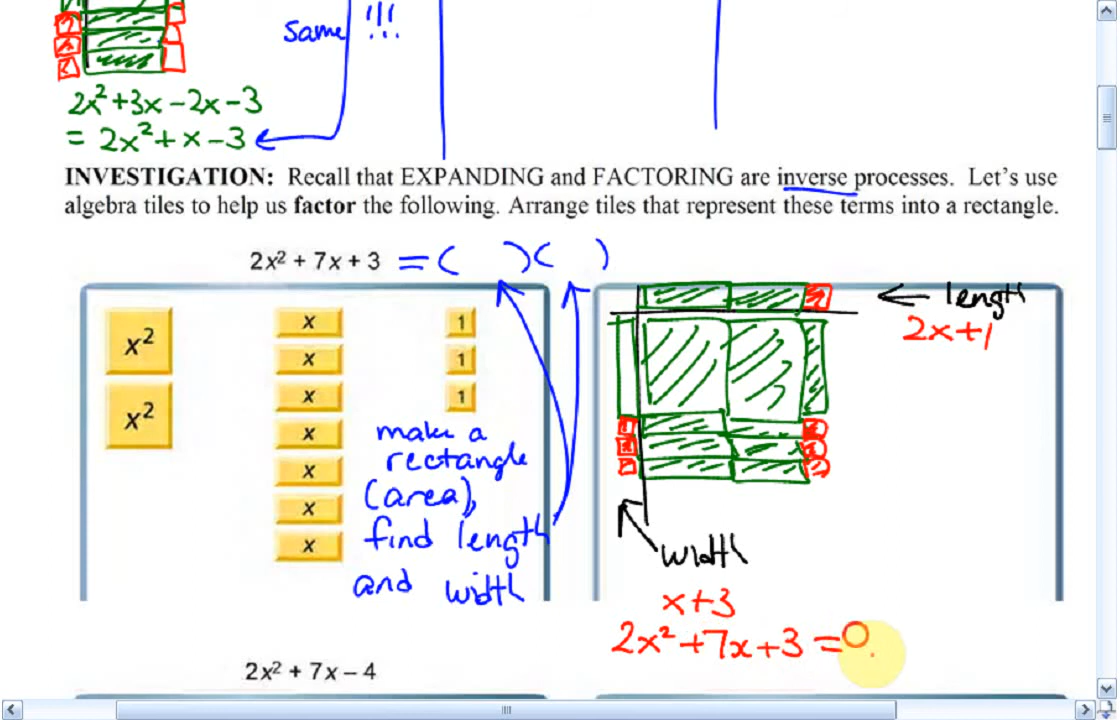 same !!!
2x²+3x-2x-3
= 2x²+x-3
INVESTIGATION: Recall that EXPANDING and FACTORING are inverse processes. Let's use
algebra tiles to help us factor the following. Arrange tiles that represent these terms into a rectangle.
2x² + 7x + 3 = ( )( )
x²
x²
x
x
x
x
x
x
x
1
1
1
make a
rectangle
(area),
find length
and width
← length
2x+1
width
x+3
2x²+7x+3=
2x² + 7x – 4